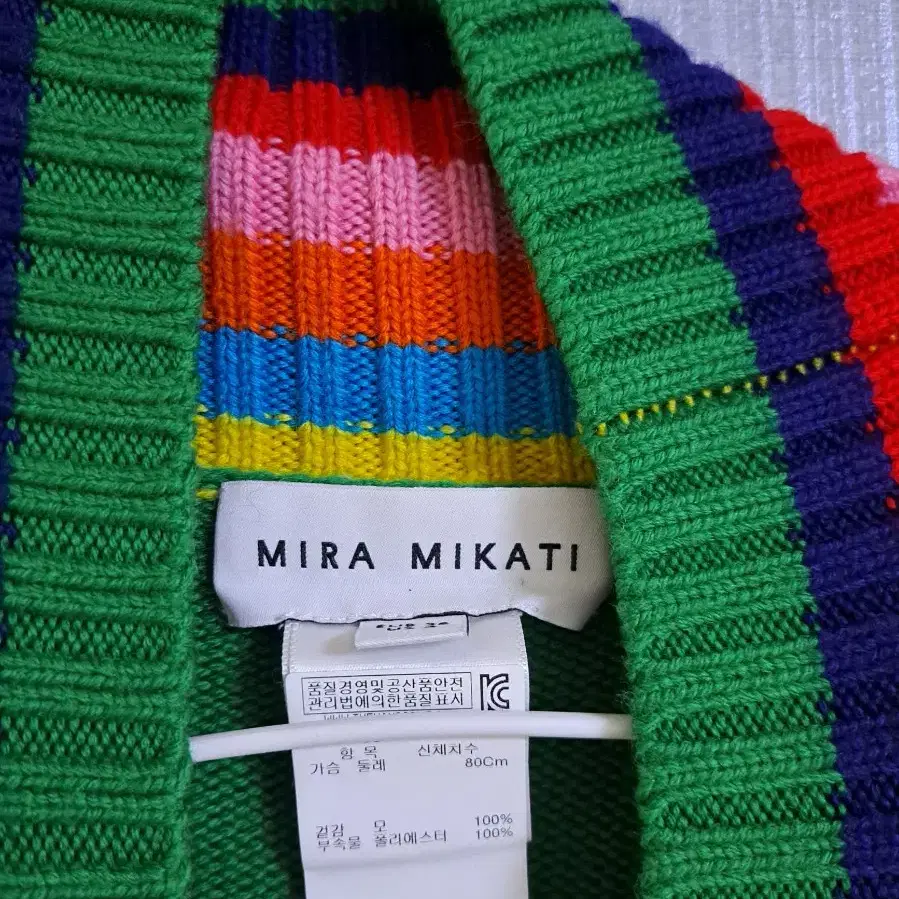 MIRA MIKATI
품질경영및공산품안전
관리법에의한품질표시
항 목 신체치수
가슴 둘레 80Cm
겉감 모 100%
부속물 폴리에스터 100%